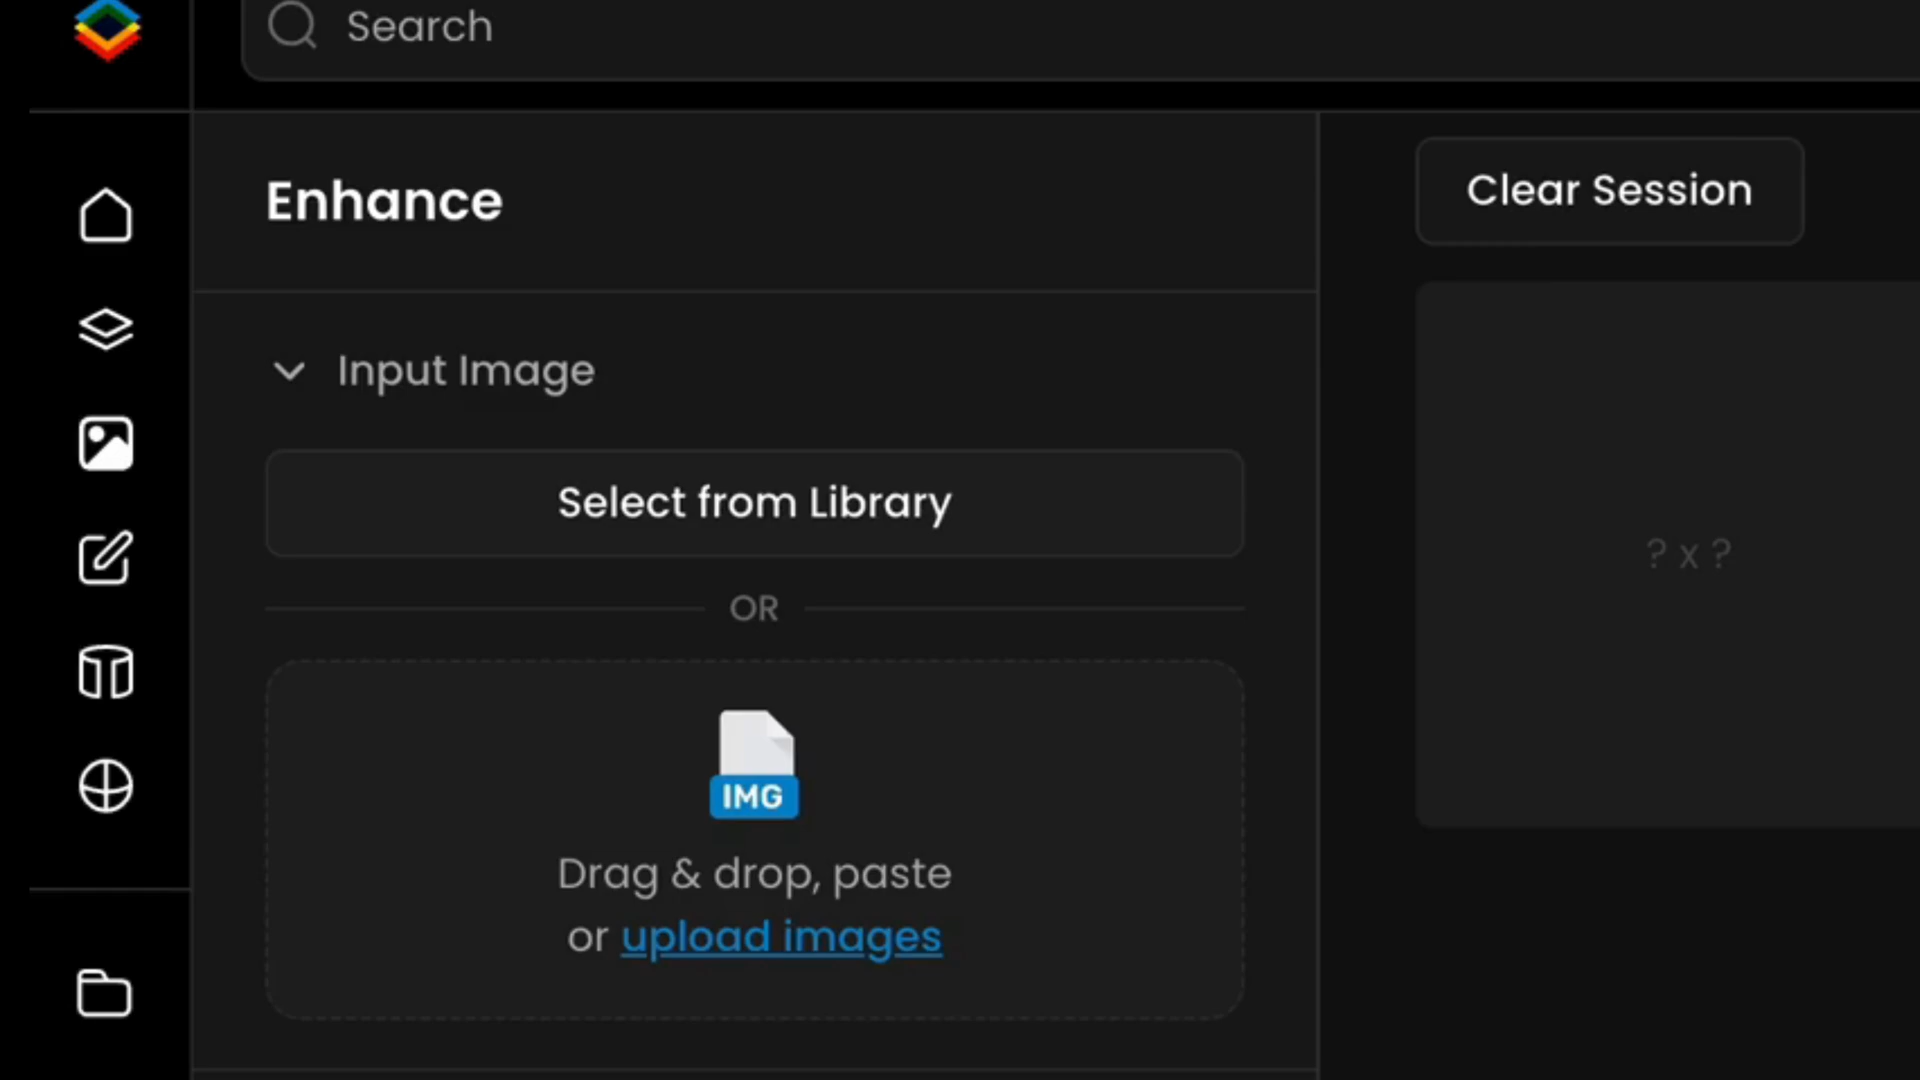 Search
Enhance
Clear Session
Input Image
Select from Library
? x ?
OR
IMG
Drag & drop, paste
or upload images